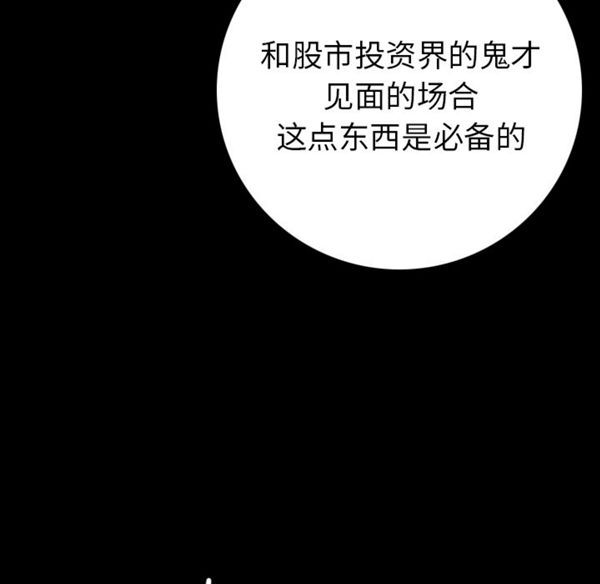 和股市投资界的鬼才
见面的场合
这点东西是必备的